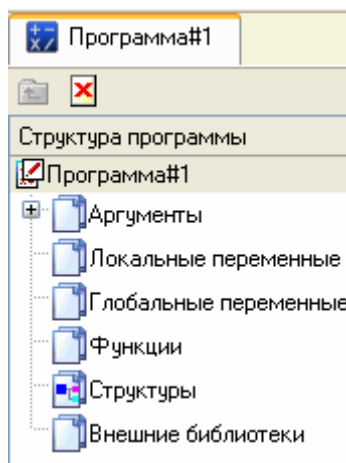 Программа#1
Структура программы
Программа#1
Аргументы
Локальные переменные
Глобальные переменные
Функции
Структуры
Внешние библиотеки